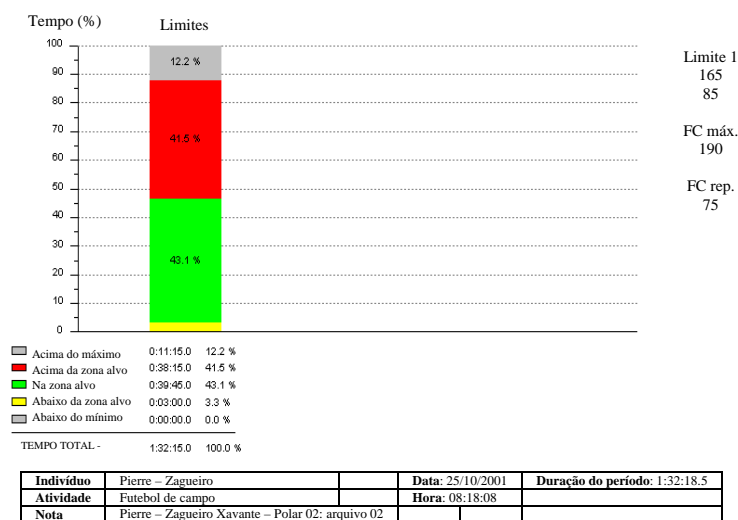 Tempo (%)
Limites
100
90
80
70
60
50
40
30
20
10
0
12.2 %
41.5 %
43.1 %
Limite 1
165
85
FC máx.
190
FC rep.
75
Acima do máximo 0:11:15.0 12.2 %
Acima da zona alvo 0:38:15.0 41.5 %
Na zona alvo 0:39:45.0 43.1 %
Abaixo da zona alvo 0:03:00.0 3.3 %
Abaixo do mínimo 0:00:00.0 0.0 %
TEMPO TOTAL - 1:32:15.0 100.0 %
Indivíduo Pierre – Zagueiro Data: 25/10/2001 Duração do período: 1:32:18.5
Atividade Futebol de campo Hora: 08:18:08
Nota Pierre – Zagueiro Xavante – Polar 02: arquivo 02